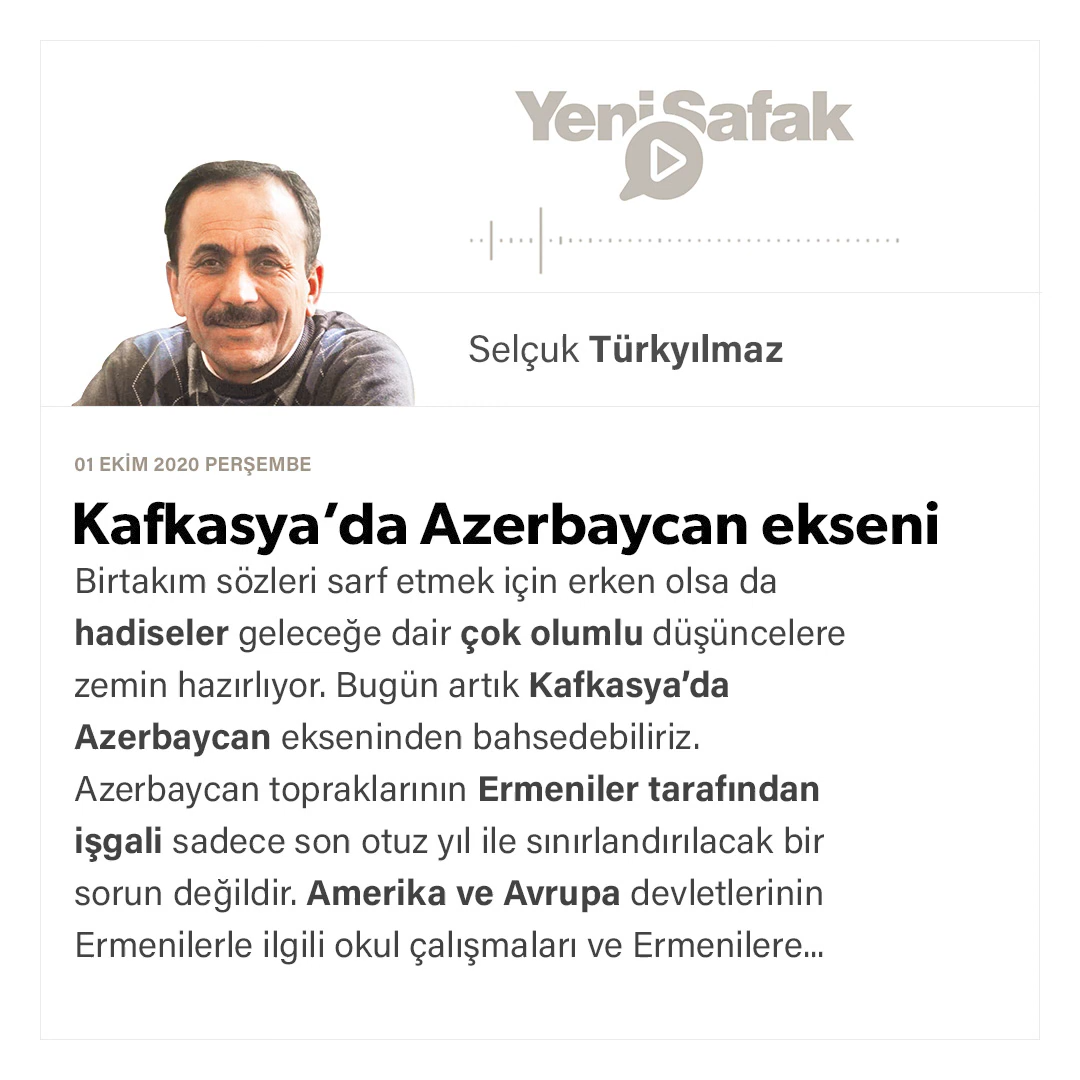 Yeni Şafak
Selçuk Türkyılmaz
01 EKİM 2020 PERŞEMBE
Kafkasya’da Azerbaycan ekseni
Birtakım sözleri sarf etmek için erken olsa da
hadiseler geleceğe dair çok olumlu düşüncelere
zemin hazırlıyor. Bugün artık Kafkasya’da
Azerbaycan ekseninden bahsedebiliriz.
Azerbaycan topraklarının Ermeniler tarafından
işgali sadece son otuz yıl ile sınırlandırılacak bir
sorun değildir. Amerika ve Avrupa devletlerinin
Ermenilerle ilgili okul çalışmaları ve Ermenilere...